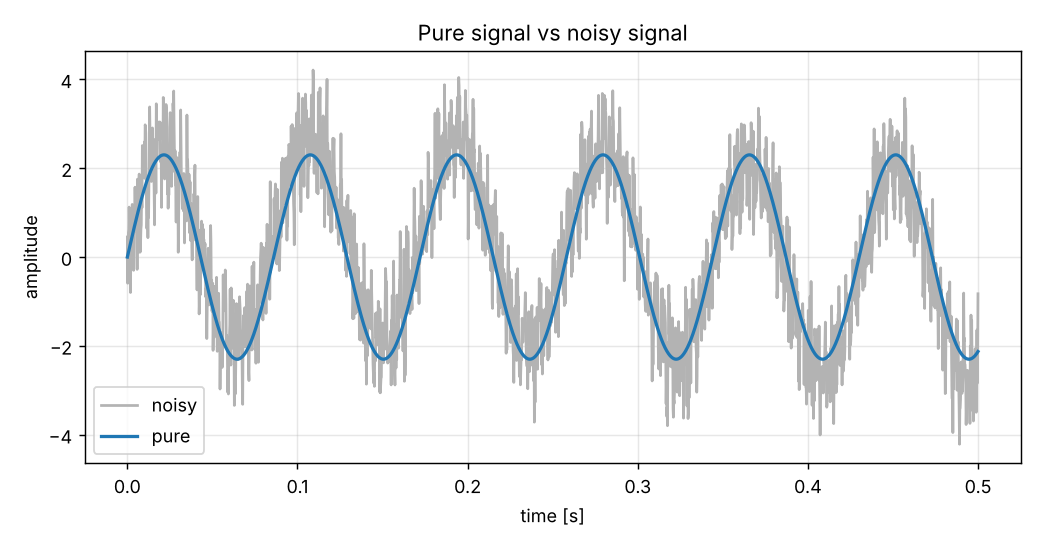 Pure signal vs noisy signal
amplitude
4
2
0
−2
−4
noisy
pure
0.0 0.1 0.2 0.3 0.4 0.5
time [s]